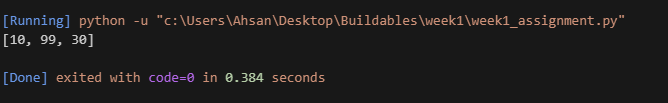 [Running] python -u "c:\Users\Ahsan\Desktop\Buildables\week1\week1_assignment.py"
[10, 99, 30]
[Done] exited with code=0 in 0.384 seconds